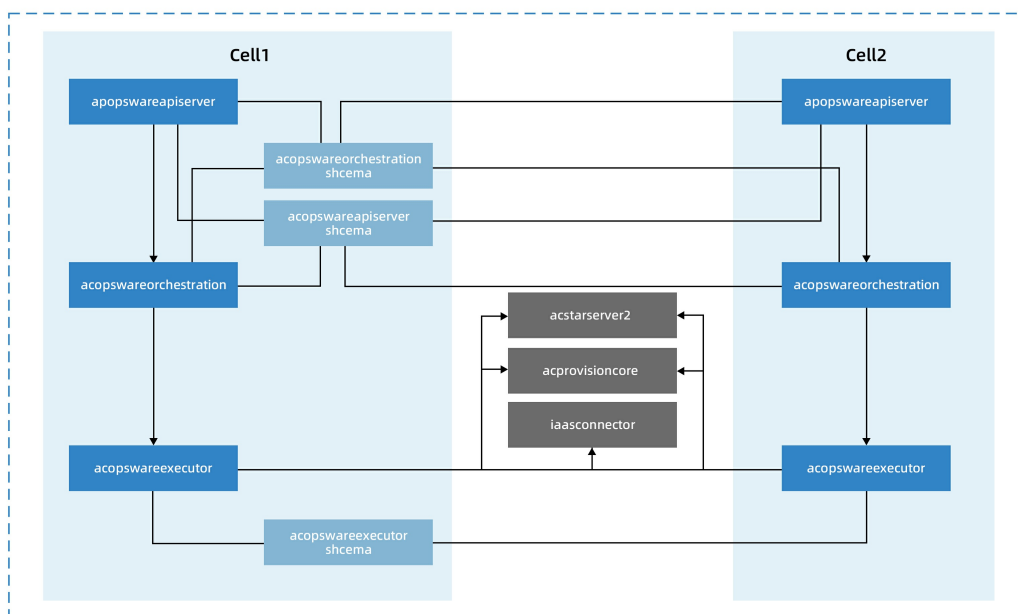 Cell1
Cell2
apopswareapiserver
apopswareapiserver
acopswareorchestration
shcema
acopswareapiserver
shcema
acopswareorchestration
acopswareorchestration
acstarserver2
acprovisioncore
iaasconnector
acopswareexecutor
acopswareexecutor
acopswareexecutor
shcema